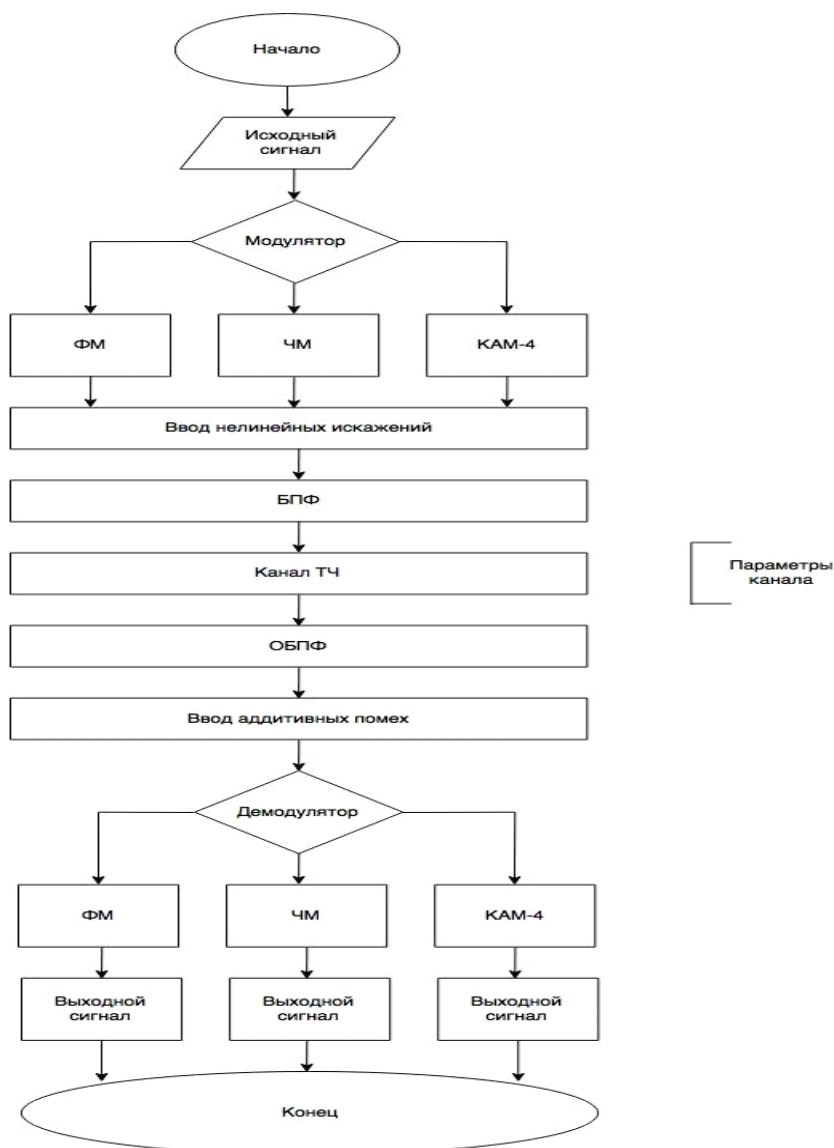 Начало
Исходный
сигнал
Модулятор
ФМ
ЧМ
КАМ-4
Ввод нелинейных искажений
БПФ
Канал ТЧ
Параметры
канала
ОБПФ
Ввод аддитивных помех
Демодулятор
ФМ
ЧМ
КАМ-4
Выходной
сигнал
Выходной
сигнал
Выходной
сигнал
Конец